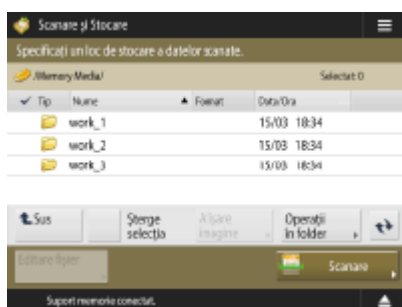 Scanare și Stocare
Specificați un loc de stocare a datelor scanate.
/Memory Media/ Selectat: 0
Tip Nume Format Data/Ora
work_1 15/03 18:34
work_2 15/03 18:34
work_3 15/03 18:34
Sus Șterge selecția Afișare imagine Operații în folder
Editare fișier Scanare
Suport memorie conectat.